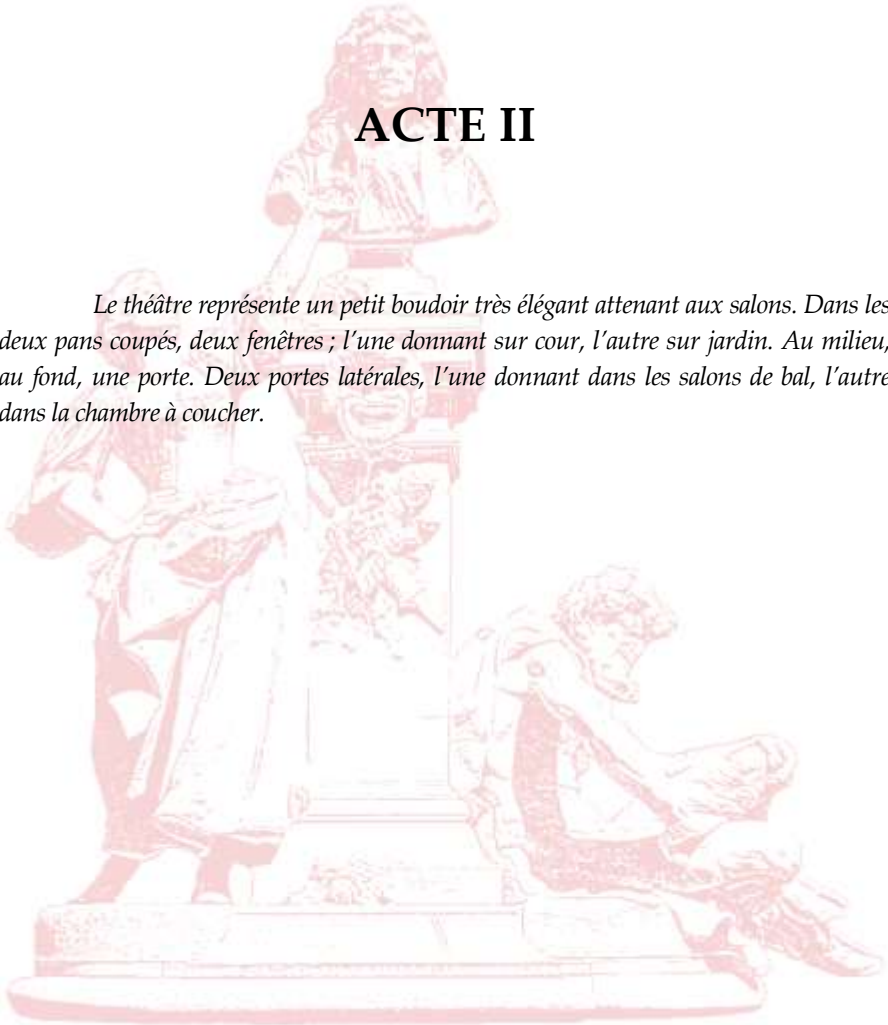 ACTE II
Le théâtre représente un petit boudoir très élégant attenant aux salons. Dans les
deux pans coupés, deux fenêtres ; l'une donnant sur cour, l'autre sur jardin. Au milieu,
au fond, une porte. Deux portes latérales, l'une donnant dans les salons de bal, l'autre
dans la chambre à coucher.